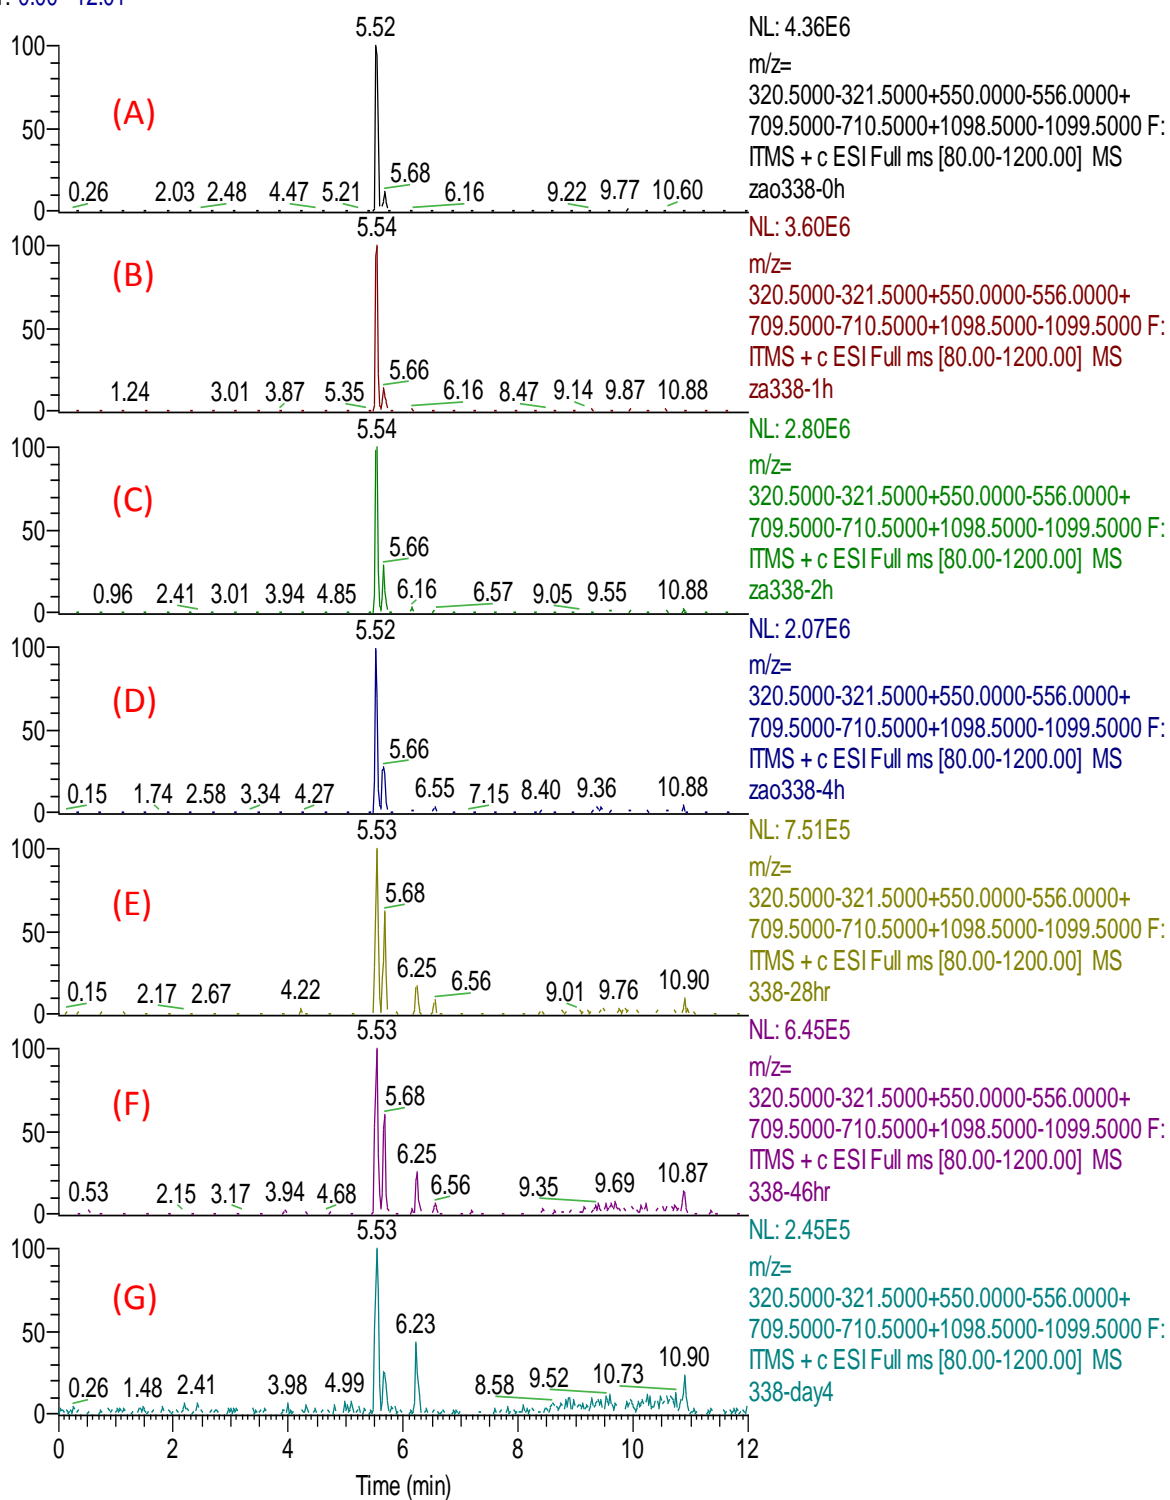 0.00 - 12.01
5.52
NL: 4.36E6
100
m/z=
320.5000-321.5000+550.0000-556.0000+
(A)
709.5000-710.5000+1098.5000-1099.5000 F:
50
ITMS + c ESI Full ms [80.00-1200.00] MS
5.68
0.26 2.03 2.48 4.47 5.21 6.16 9.22 9.77 10.60
zao338-0h
0
5.54
NL: 3.60E6
100
m/z=
(B)
320.5000-321.5000+550.0000-556.0000+
709.5000-710.5000+1098.5000-1099.5000 F:
50
ITMS + c ESI Full ms [80.00-1200.00] MS
5.66
1.24 3.01 3.87 5.35 6.16 8.47 9.14 9.87 10.88
za338-1h
0
5.54
NL: 2.80E6
100
m/z=
(C)
320.5000-321.5000+550.0000-556.0000+
709.5000-710.5000+1098.5000-1099.5000 F:
50
5.66
ITMS + c ESI Full ms [80.00-1200.00] MS
0.96 2.41 3.01 3.94 4.85 6.16 6.57 9.05 9.55 10.88
za338-2h
0
5.52
NL: 2.07E6
100
m/z=
(D)
320.5000-321.5000+550.0000-556.0000+
709.5000-710.5000+1098.5000-1099.5000 F:
50
5.66
ITMS + c ESI Full ms [80.00-1200.00] MS
0.15 1.74 2.58 3.34 4.27 6.55 7.15 8.40 9.36 10.88
zao338-4h
0
5.53
NL: 7.51E5
100
m/z=
(E)
5.68
320.5000-321.5000+550.0000-556.0000+
709.5000-710.5000+1098.5000-1099.5000 F:
50
ITMS + c ESI Full ms [80.00-1200.00] MS
0.15 2.17 2.67 4.22 6.25 6.56 9.01 9.76 10.90
338-28hr
0
5.53
NL: 6.45E5
100
m/z=
(F)
5.68
320.5000-321.5000+550.0000-556.0000+
709.5000-710.5000+1098.5000-1099.5000 F:
50
6.25
ITMS + c ESI Full ms [80.00-1200.00] MS
0.53 2.15 3.17 3.94 4.68 6.56 9.35 9.69 10.87
338-46hr
0
5.53
NL: 2.45E5
100
m/z=
(G)
320.5000-321.5000+550.0000-556.0000+
709.5000-710.5000+1098.5000-1099.5000 F:
50
6.23
ITMS + c ESI Full ms [80.00-1200.00] MS
0.26 1.48 2.41 3.98 4.99 8.58 9.52 10.73 10.90
338-day4
0
0 2 4 6 8 10 12
Time (min)